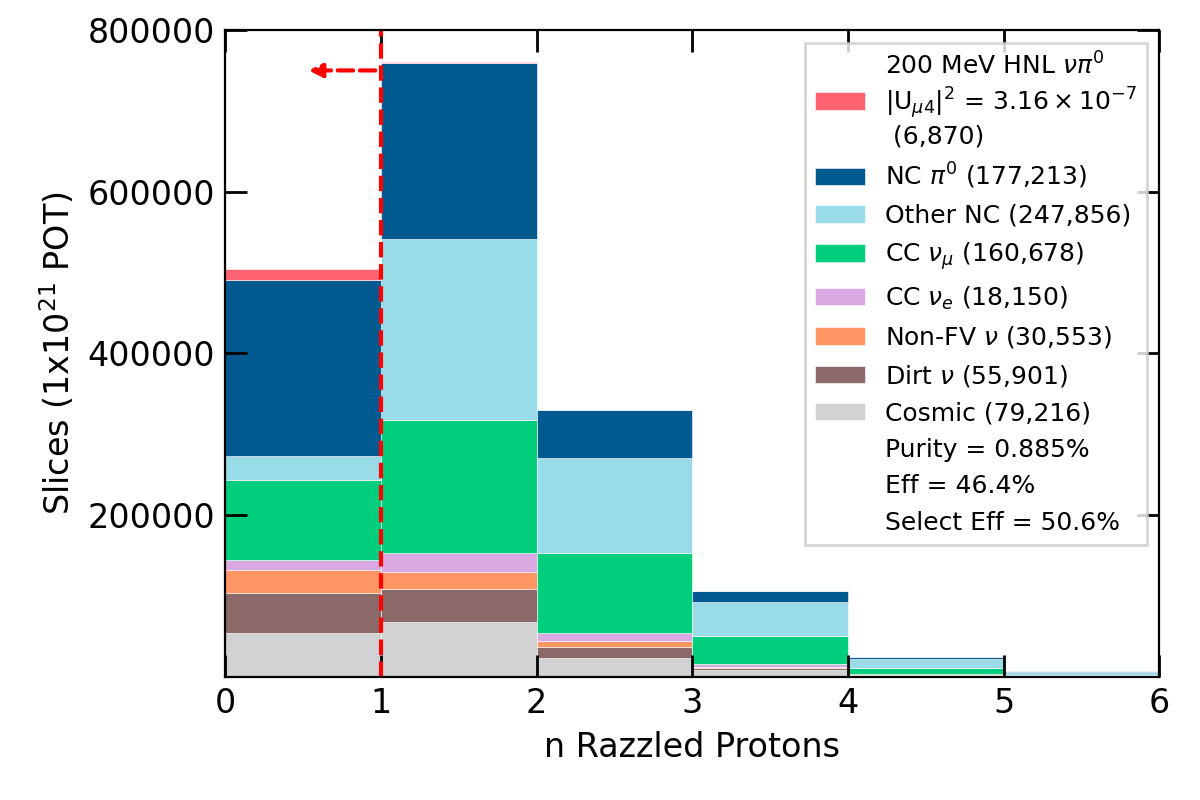 800000
600000
400000
200000
Slices (1x10²¹ POT)
0 1 2 3 4 5 6
n Razzled Protons
200 MeV HNL νπ⁰
|U_μ4|² = 3.16 × 10⁻⁷
(6,870)
NC π⁰ (177,213)
Other NC (247,856)
CC ν_μ (160,678)
CC ν_e (18,150)
Non-FV ν (30,553)
Dirt ν (55,901)
Cosmic (79,216)
Purity = 0.885%
Eff = 46.4%
Select Eff = 50.6%